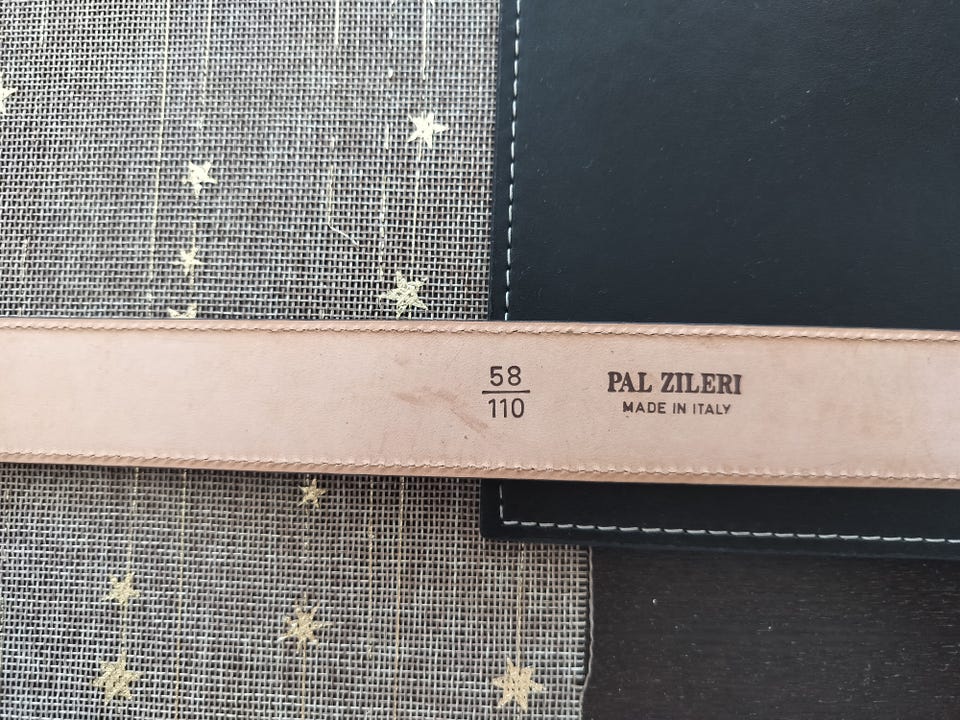 58
110
PAL ZILERI
MADE IN ITALY